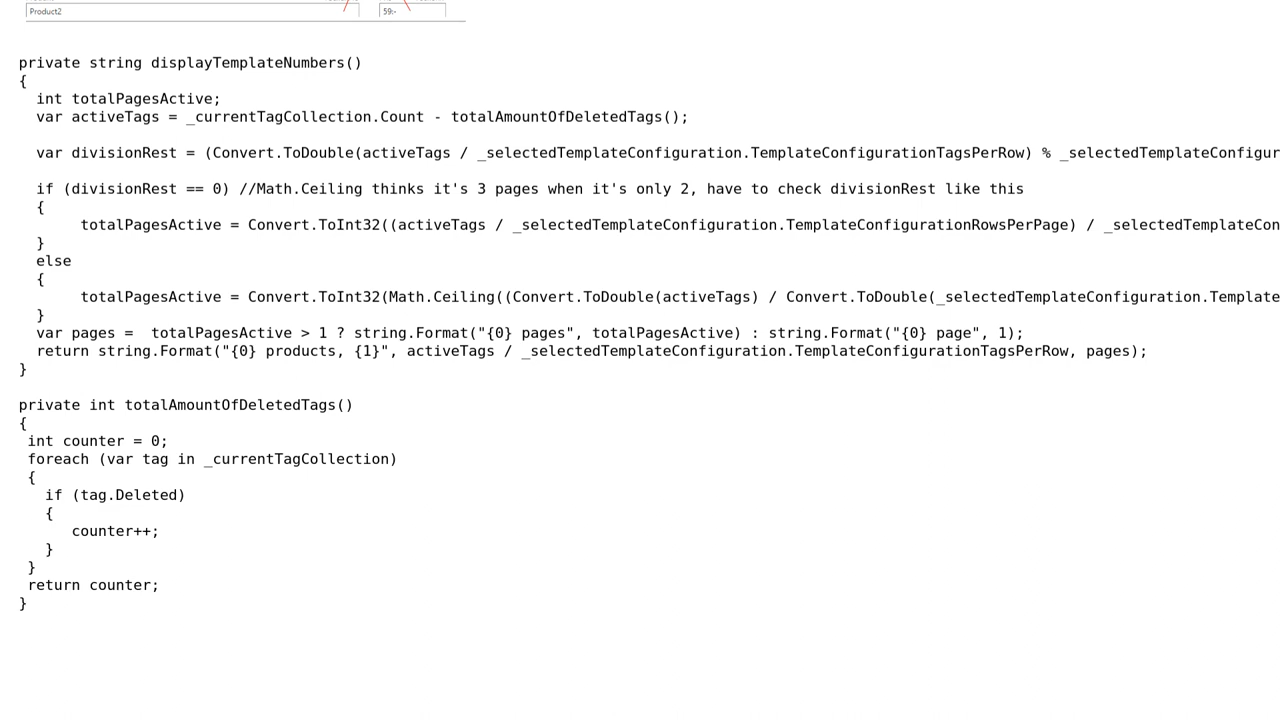 Product2
59:-
private string displayTemplateNumbers()
{
  int totalPagesActive;
  var activeTags = _currentTagCollection.Count - totalAmountOfDeletedTags();
  var divisionRest = (Convert.ToDouble(activeTags / _selectedTemplateConfiguration.TemplateConfigurationTagsPerRow) % _selectedTemplateConfigur
  if (divisionRest == 0) //Math.Ceiling thinks it's 3 pages when it's only 2, have to check divisionRest like this
  {
       totalPagesActive = Convert.ToInt32((activeTags / _selectedTemplateConfiguration.TemplateConfigurationRowsPerPage) / _selectedTemplateCon
  }
  else
  {
       totalPagesActive = Convert.ToInt32(Math.Ceiling((Convert.ToDouble(activeTags) / Convert.ToDouble(_selectedTemplateConfiguration.Template
  }
  var pages =  totalPagesActive > 1 ? string.Format("{0} pages", totalPagesActive) : string.Format("{0} page", 1);
  return string.Format("{0} products, {1}", activeTags / _selectedTemplateConfiguration.TemplateConfigurationTagsPerRow, pages);
}
private int totalAmountOfDeletedTags()
{
 int counter = 0;
 foreach (var tag in _currentTagCollection)
 {
   if (tag.Deleted)
   {
      counter++;
   }
 }
 return counter;
}